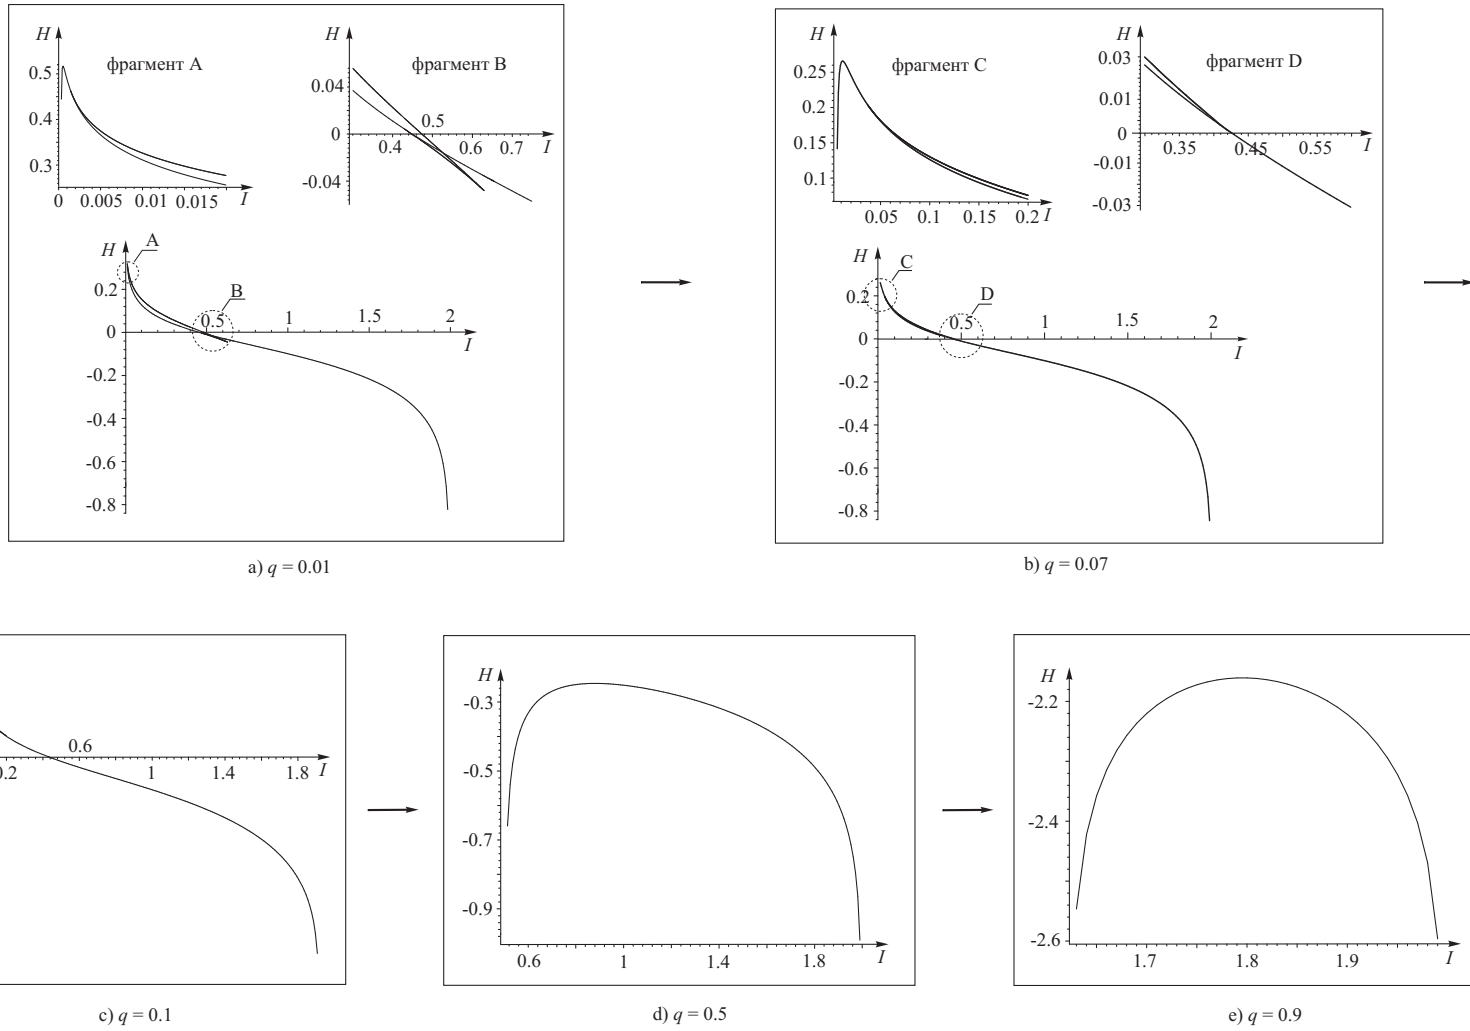 H
0.5
0.4
0.3
0
0.005
0.01
0.015
I
фрагмент A
H
0.04
0
-0.04
0.4
0.5
0.6
0.7
I
фрагмент B
H
A
B
0.2
0
-0.2
-0.4
-0.6
-0.8
0.5
1
1.5
2
I
a) q = 0.01
H
0.25
0.2
0.15
0.1
0.05
0.1
0.15
0.2
I
фрагмент C
H
0.03
0.01
0
-0.01
-0.03
0.35
0.45
0.55
I
фрагмент D
H
C
D
0.2
0
-0.2
-0.4
-0.6
-0.8
0.5
1
1.5
2
I
b) q = 0.07
0.6
0.2
1
1.4
1.8
I
c) q = 0.1
H
-0.3
-0.5
-0.7
-0.9
0.6
1
1.4
1.8
I
d) q = 0.5
H
-2.2
-2.4
-2.6
1.7
1.8
1.9
I
e) q = 0.9